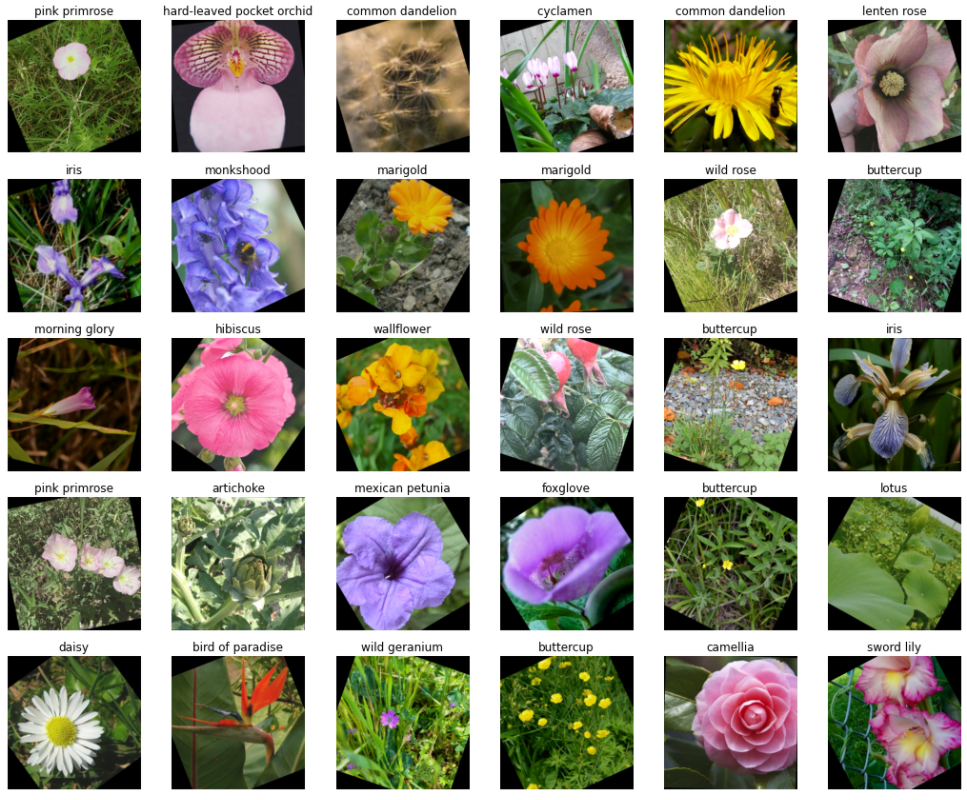 pink primrose
hard-leaved pocket orchid
common dandelion
cyclamen
common dandelion
lenten rose
iris
monkshood
marigold
marigold
wild rose
buttercup
morning glory
hibiscus
wallflower
wild rose
buttercup
iris
pink primrose
artichoke
mexican petunia
foxglove
buttercup
lotus
daisy
bird of paradise
wild geranium
buttercup
camellia
sword lily